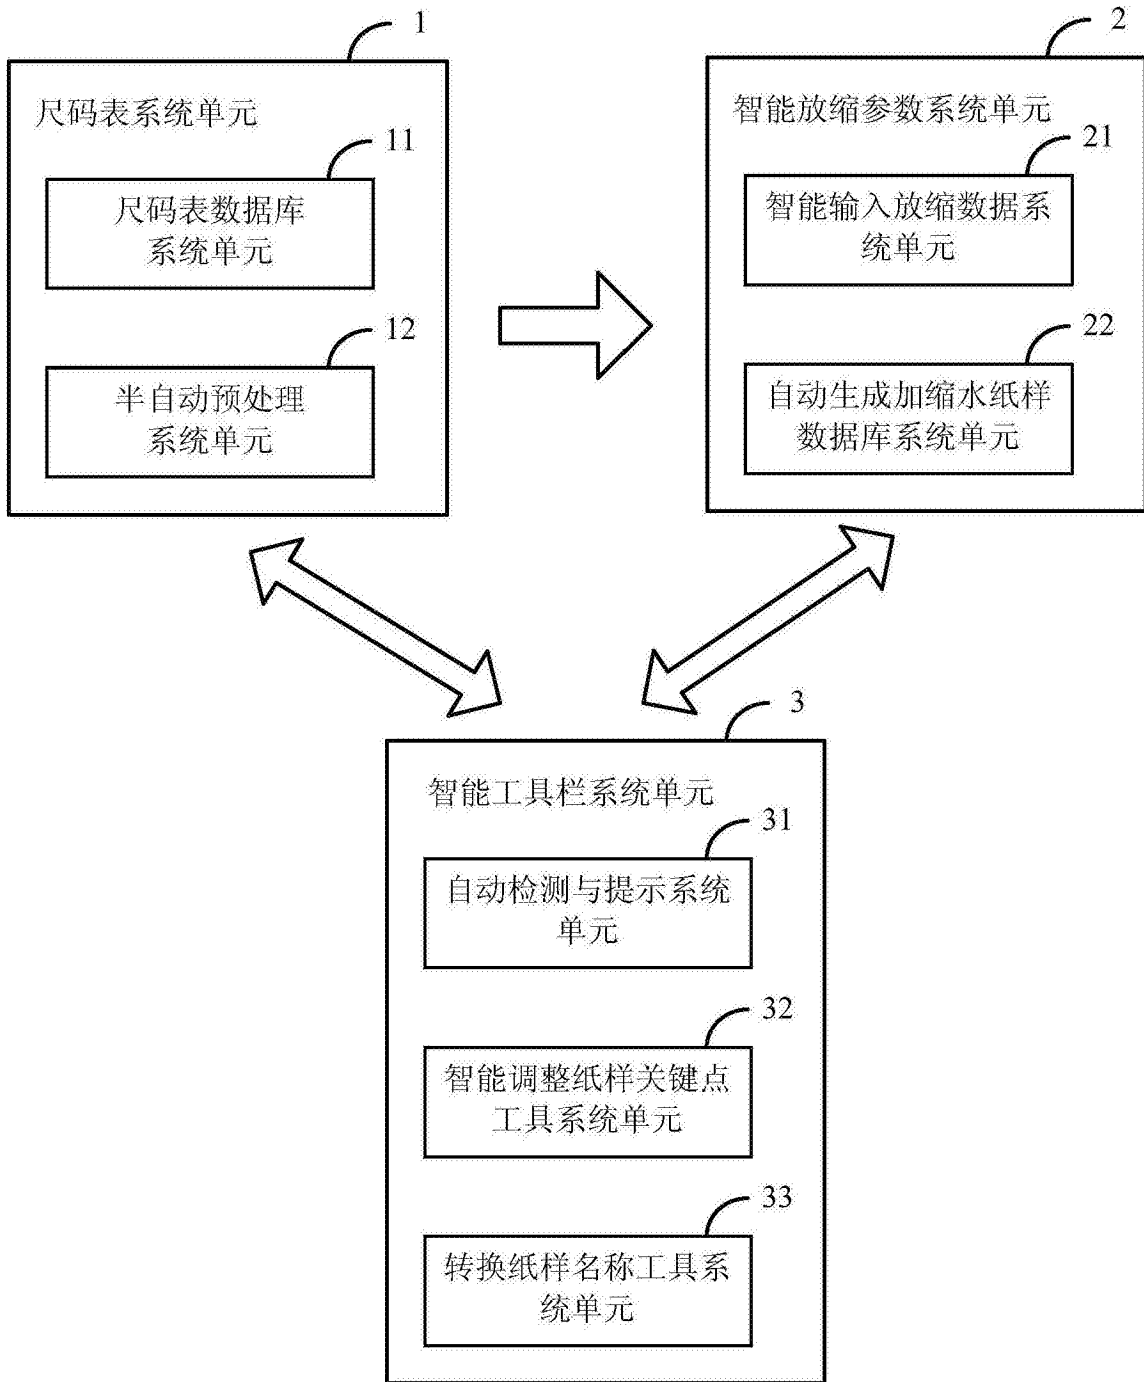 1
尺码表系统单元
11
尺码表数据库
系统单元
12
半自动预处理
系统单元
2
智能放缩参数系统单元
21
智能输入放缩数据系
统单元
22
自动生成加缩水纸样
数据库系统单元
3
智能工具栏系统单元
31
自动检测与提示系统
单元
32
智能调整纸样关键点
工具系统单元
33
转换纸样名称工具系
统单元